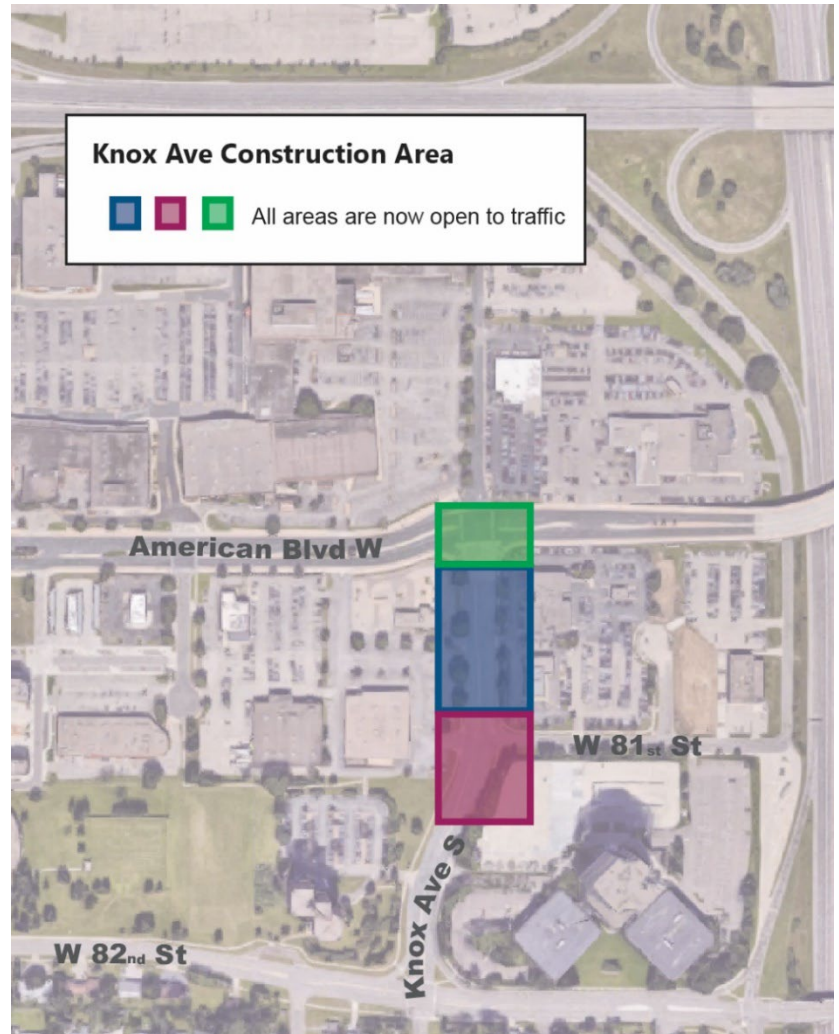 Knox Ave Construction Area
All areas are now open to traffic
American Blvd W
W 81st St
Knox Ave S
W 82nd St